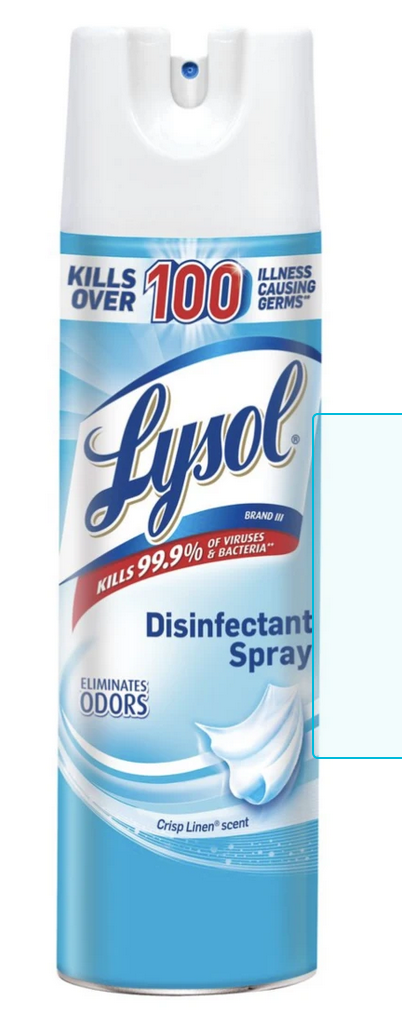 KILLS OVER 100 ILLNESS CAUSING GERMS**
Lysol®
BRAND III
KILLS 99.9% OF VIRUSES & BACTERIA**
Disinfectant
Spray
ELIMINATES
ODORS
Crisp Linen® scent